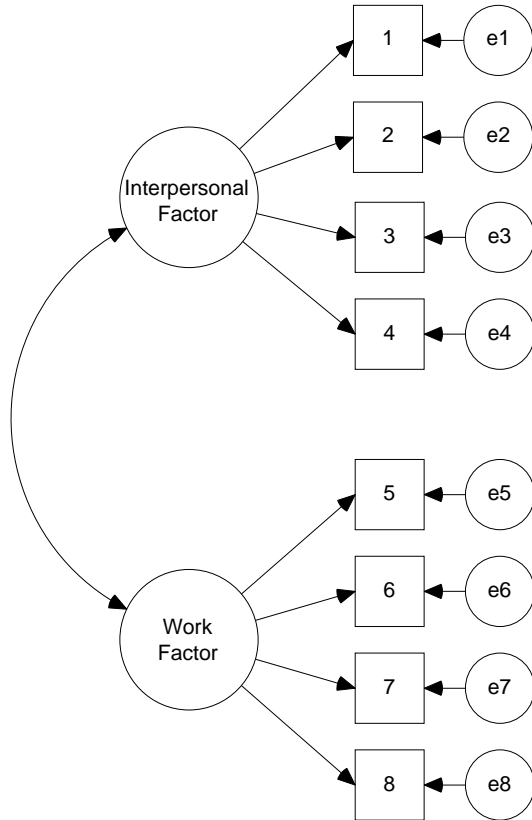 1
e1
2
e2
Interpersonal
Factor
3
e3
4
e4
5
e5
6
e6
Work
Factor
7
e7
8
e8